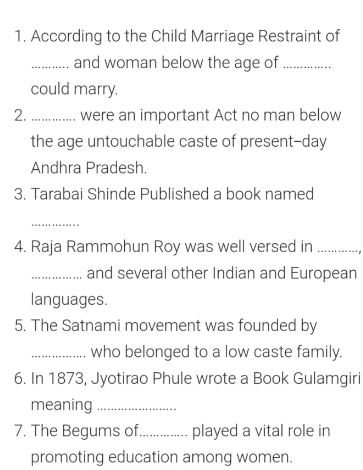 1. According to the Child Marriage Restraint of
........... and woman below the age of ..............
could marry.
2. ............. were an important Act no man below
the age untouchable caste of present–day
Andhra Pradesh.
3. Tarabai Shinde Published a book named
..............
4. Raja Rammohun Roy was well versed in ............,
............... and several other Indian and European
languages.
5. The Satnami movement was founded by
................ who belonged to a low caste family.
6. In 1873, Jyotirao Phule wrote a Book Gulamgiri
meaning .......................
7. The Begums of.............. played a vital role in
promoting education among women.